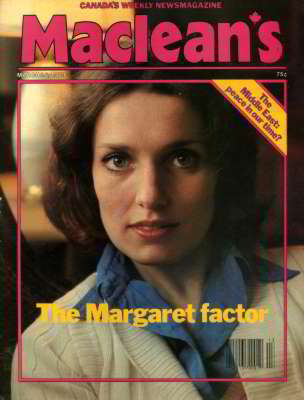 CANADA'S WEEKLY NEWSMAGAZINE
Maclean's
75¢
The
Middle East:
peace in our time?
The Margaret factor